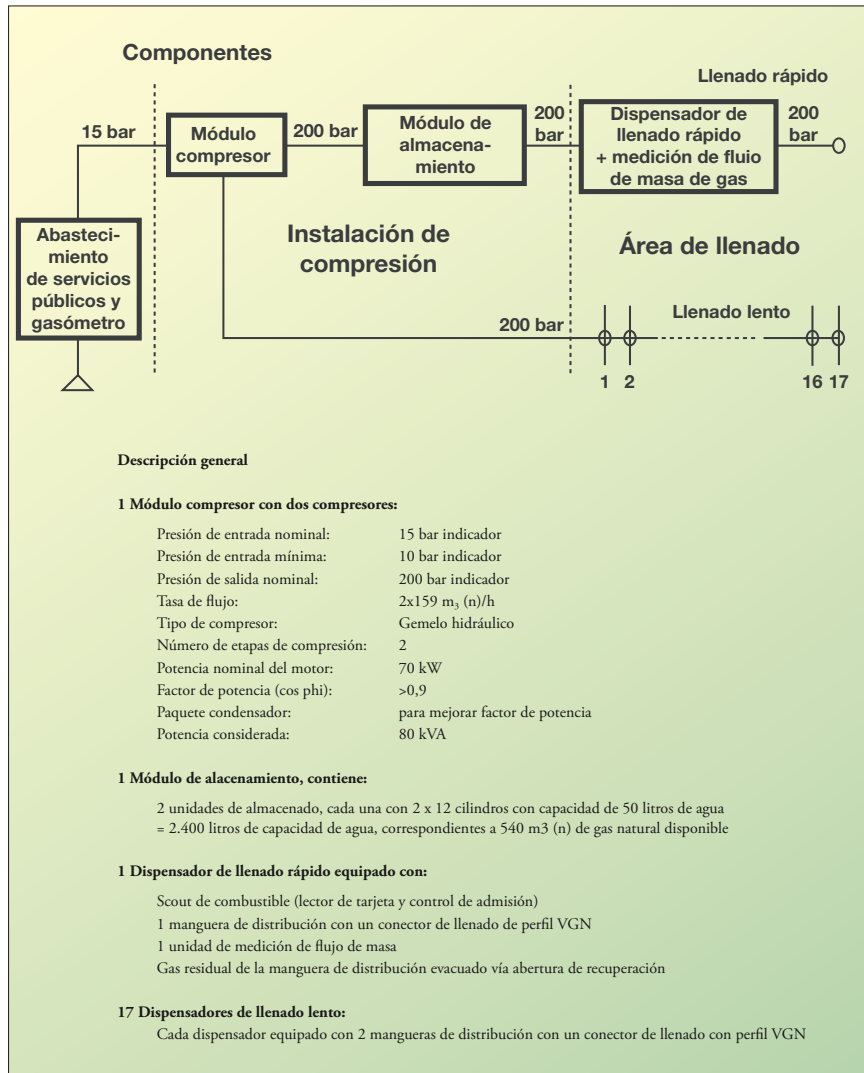 Componentes
Llenado rápido
15 bar
Módulo
compresor
200 bar
Módulo de
almacena-
miento
200
bar
Dispensador de
llenado rápido
+ medición de fluio
de masa de gas
200
bar
Abasteci-
miento
de servicios
públicos y
gasómetro
Instalación de
compresión
Área de llenado
200 bar
Llenado lento
1 2 16 17
Descripción general
1 Módulo compresor con dos compresores:
Presión de entrada nominal: 15 bar indicador
Presión de entrada mínima: 10 bar indicador
Presión de salida nominal: 200 bar indicador
Tasa de flujo: 2x159 m₃ (n)/h
Tipo de compresor: Gemelo hidráulico
Número de etapas de compresión: 2
Potencia nominal del motor: 70 kW
Factor de potencia (cos phi): >0,9
Paquete condensador: para mejorar factor de potencia
Potencia considerada: 80 kVA
1 Módulo de alacenamiento, contiene:
2 unidades de almacenado, cada una con 2 x 12 cilindros con capacidad de 50 litros de agua
= 2.400 litros de capacidad de agua, correspondientes a 540 m3 (n) de gas natural disponible
1 Dispensador de llenado rápido equipado con:
Scout de combustible (lector de tarjeta y control de admisión)
1 manguera de distribución con un conector de llenado de perfil VGN
1 unidad de medición de flujo de masa
Gas residual de la manguera de distribución evacuado vía abertura de recuperación
17 Dispensadores de llenado lento:
Cada dispensador equipado con 2 mangueras de distribución con un conector de llenado con perfil VGN